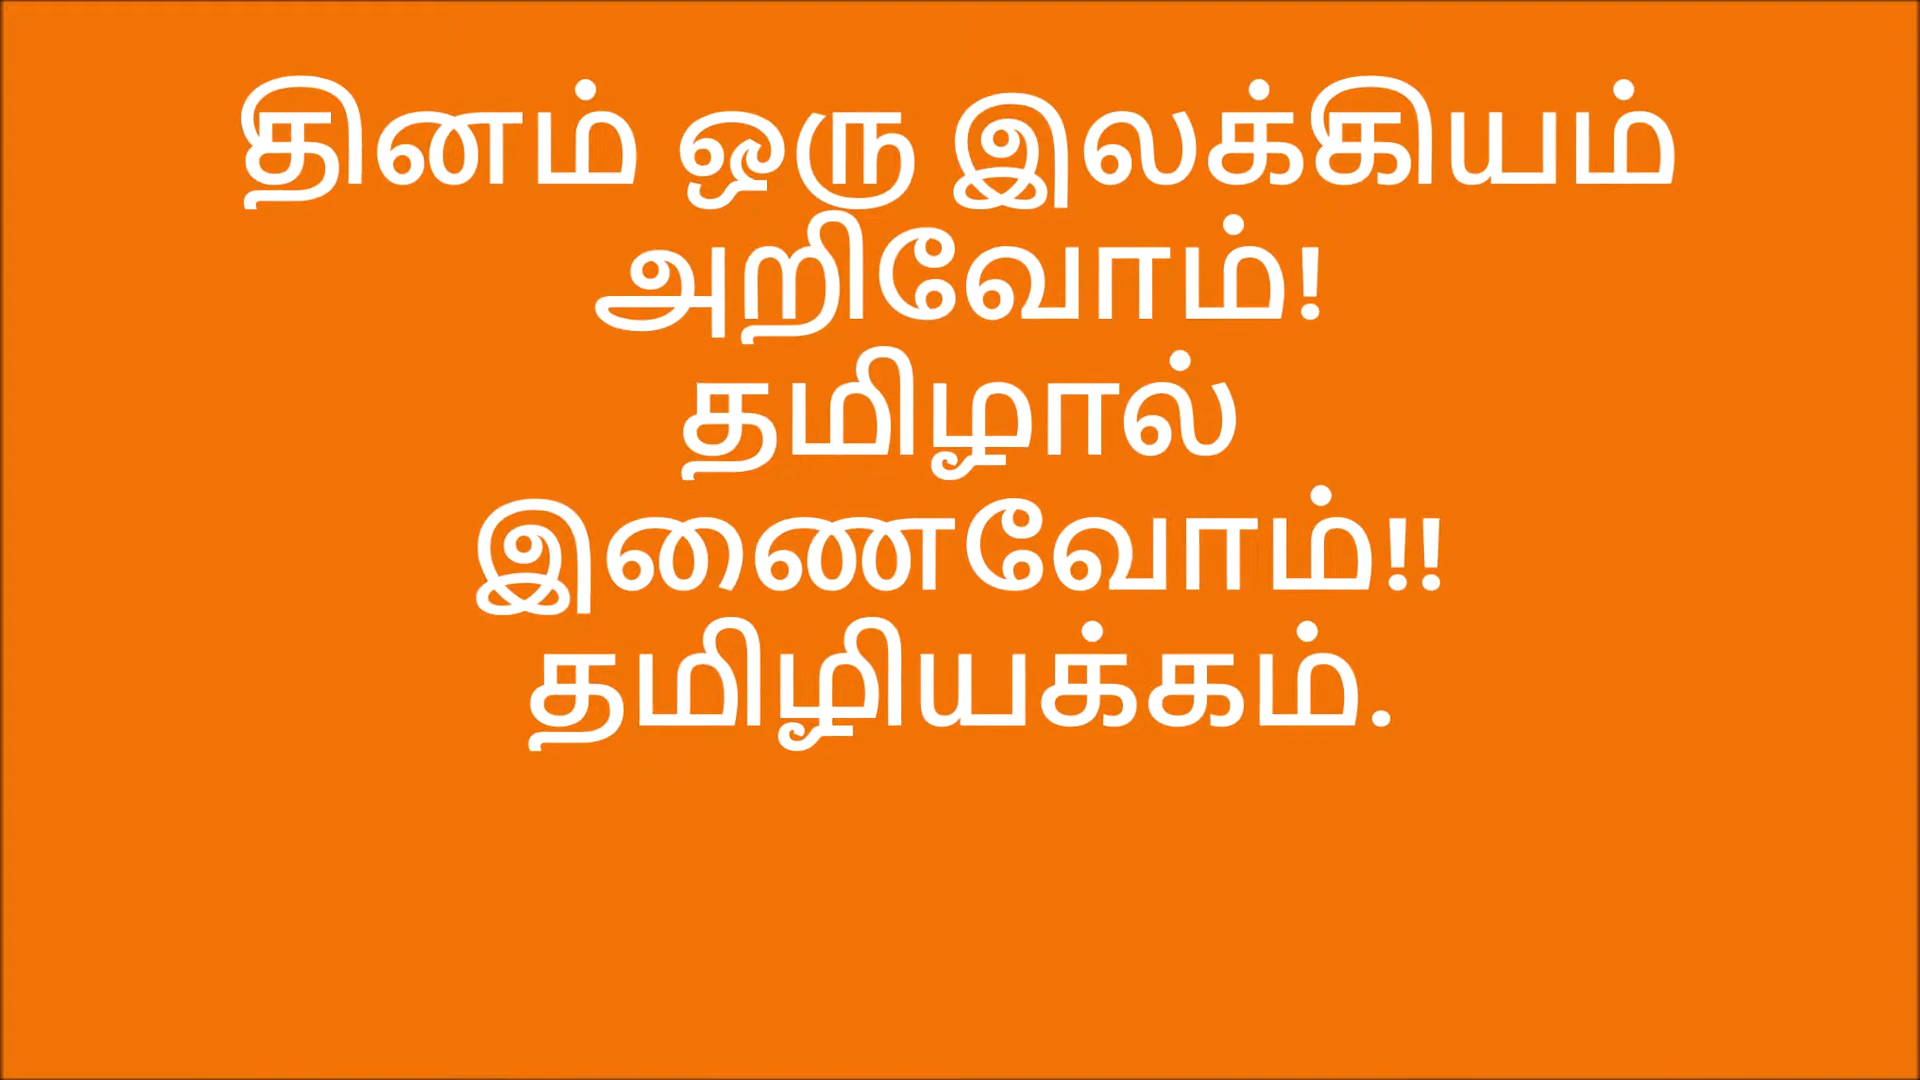 தினம் ஒரு இலக்கியம்
அறிவோம்!
தமிழால்
இணைவோம்!!
தமிழியக்கம்.